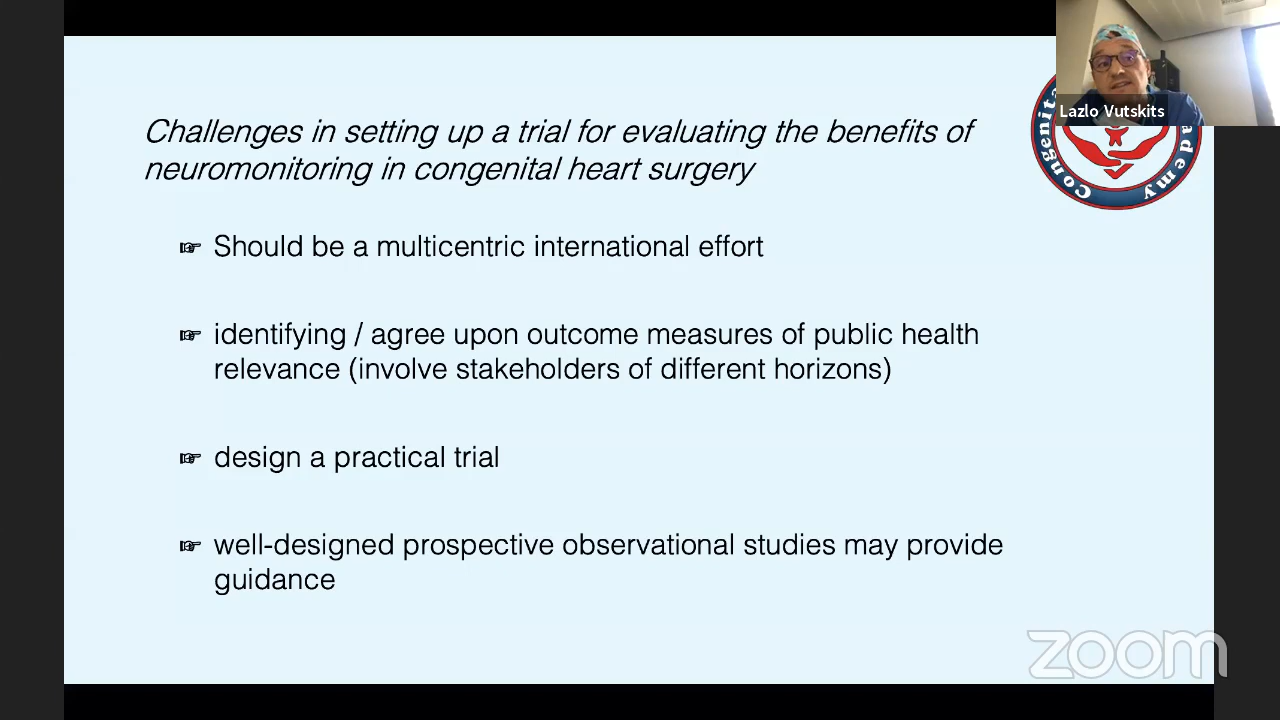 Lazlo Vutskits
Challenges in setting up a trial for evaluating the benefits of
neuromonitoring in congenital heart surgery
Should be a multicentric international effort
identifying / agree upon outcome measures of public health
relevance (involve stakeholders of different horizons)
design a practical trial
well-designed prospective observational studies may provide
guidance
zoom